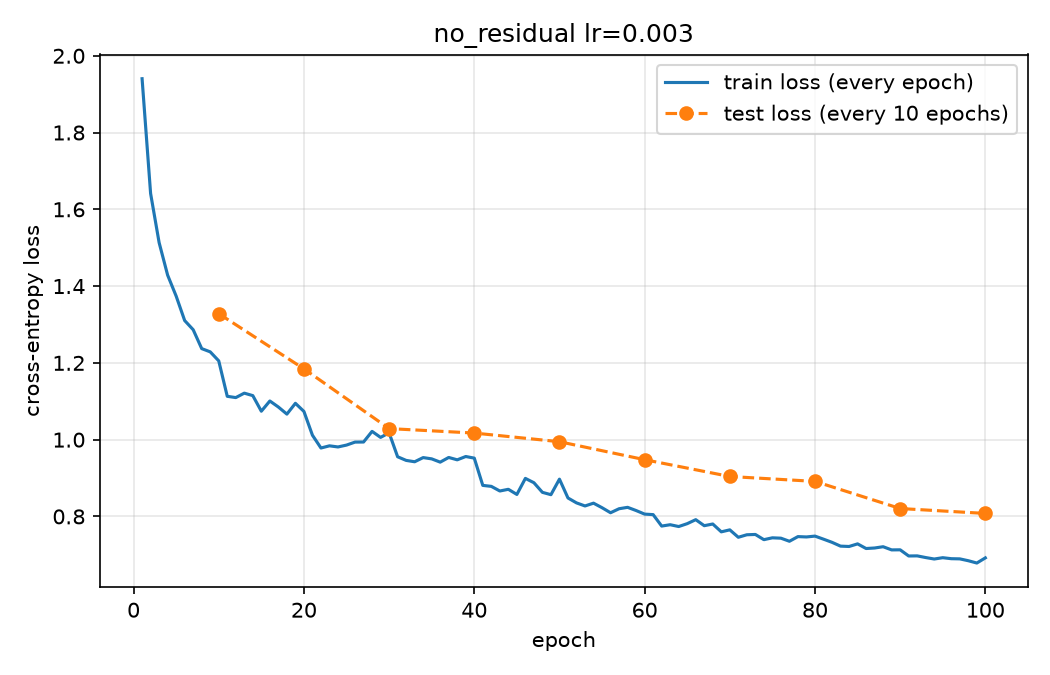 no_residual lr=0.003
train loss (every epoch)
test loss (every 10 epochs)
cross-entropy loss
2.0
1.8
1.6
1.4
1.2
1.0
0.8
0 20 40 60 80 100
epoch